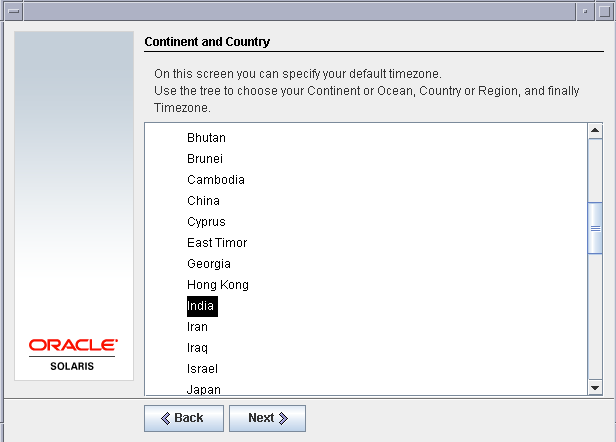 Continent and Country
On this screen you can specify your default timezone.
Use the tree to choose your Continent or Ocean, Country or Region, and finally
Timezone.
Bhutan
Brunei
Cambodia
China
Cyprus
East Timor
Georgia
Hong Kong
India
Iran
Iraq
Israel
Japan
ORACLE
SOLARIS
Back
Next